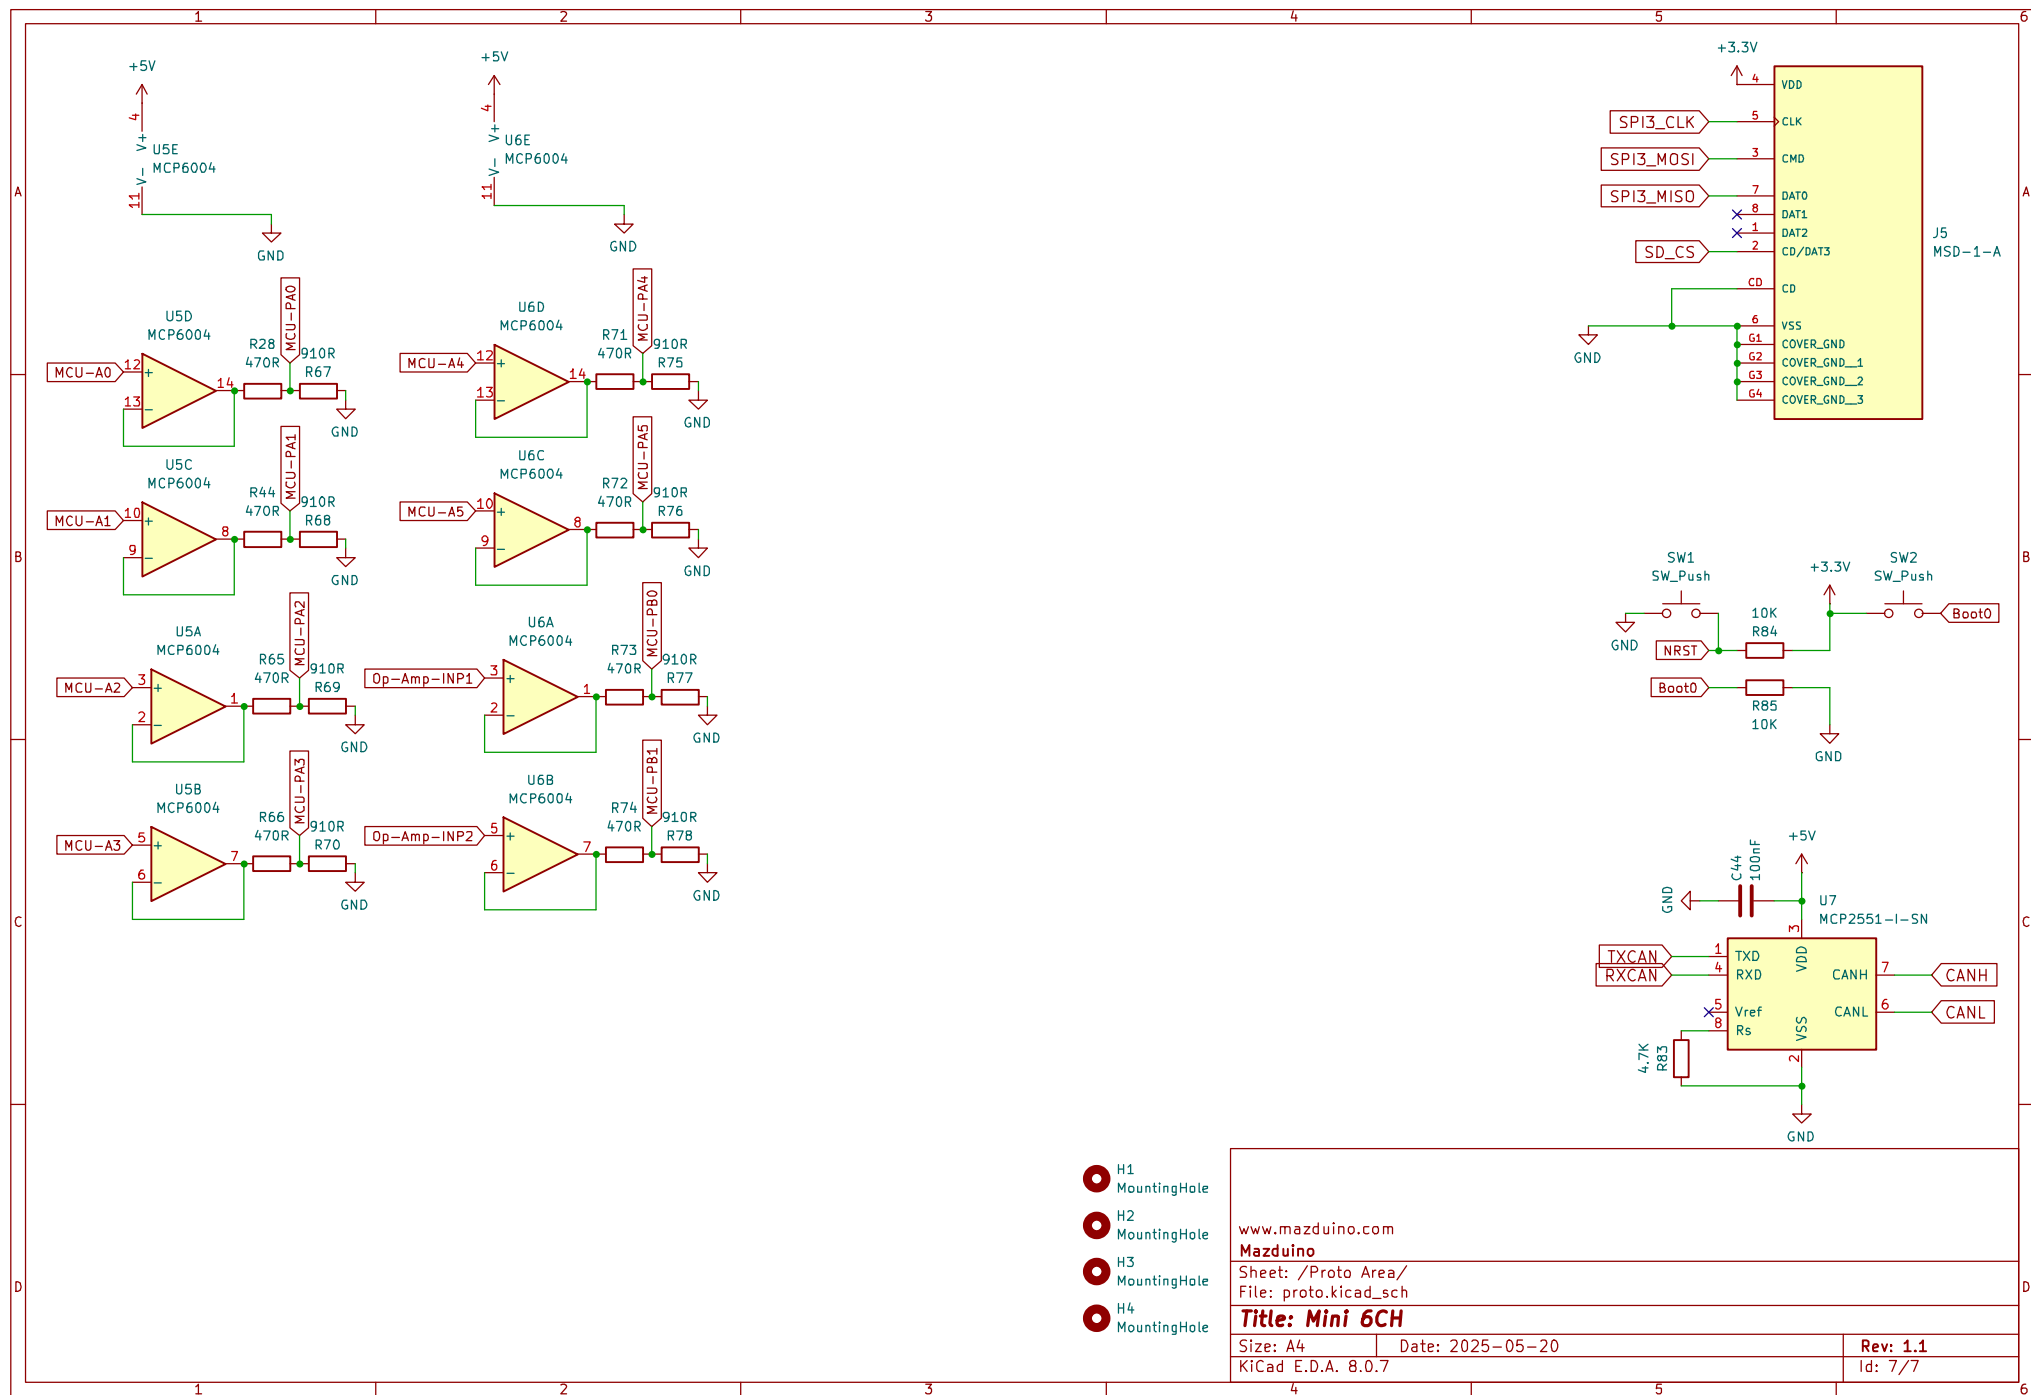 1 2 3 4 5 6
A
B
C
D
+5V
4
V+
V-
11
U5E
MCP6004
GND
+5V
4
V+
V-
11
U6E
MCP6004
GND
U5D
MCP6004
MCU-A0
12
+
13
-
14
R28
470R
MCU-PA0
910R
R67
GND
U5C
MCP6004
MCU-A1
10
+
9
-
8
R44
470R
MCU-PA1
910R
R68
GND
U5A
MCP6004
MCU-A2
3
+
2
-
1
R65
470R
MCU-PA2
910R
R69
GND
U5B
MCP6004
MCU-A3
5
+
6
-
7
R66
470R
MCU-PA3
910R
R70
GND
U6D
MCP6004
MCU-A4
12
+
13
-
14
R71
470R
MCU-PA4
910R
R75
GND
U6C
MCP6004
MCU-A5
10
+
9
-
8
R72
470R
MCU-PA5
910R
R76
GND
U6A
MCP6004
Op-Amp-INP1
3
+
2
-
1
R73
470R
MCU-PB0
910R
R77
GND
U6B
MCP6004
Op-Amp-INP2
5
+
6
-
7
R74
470R
MCU-PB1
910R
R78
GND
+3.3V
4 VDD
SPI3_CLK 5 CLK
SPI3_MOSI 3 CMD
SPI3_MISO 7 DAT0
8 DAT1
1 DAT2
SD_CS 2 CD/DAT3
CD CD
6 VSS
G1 COVER_GND
G2 COVER_GND__1
G3 COVER_GND__2
G4 COVER_GND__3
GND
J5
MSD-1-A
SW1
SW_Push
GND
+3.3V
SW2
SW_Push
Boot0
10K
R84
NRST
Boot0
R85
10K
GND
+5V
C44
100nF
GND
U7
MCP2551-I-SN
3
VDD
TXCAN 1 TXD
RXCAN 4 RXD
5 Vref
8 Rs
CANH 7 CANH
CANL 6 CANL
VSS
2
4.7K
R83
GND
H1
MountingHole
H2
MountingHole
H3
MountingHole
H4
MountingHole
www.mazduino.com
Mazduino
Sheet: /Proto Area/
File: proto.kicad_sch
Title: Mini 6CH
Size: A4 Date: 2025-05-20 Rev: 1.1
KiCad E.D.A. 8.0.7 Id: 7/7
A
B
C
D
1 2 3 4 5 6